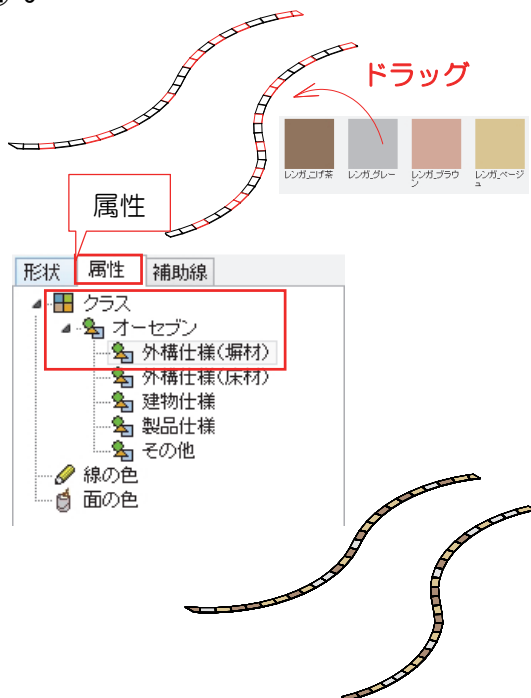 ドラッグ
レンガ_こげ茶
レンガ_グレー
レンガ_ブラウ
ン
レンガ_ベージ
ュ
属性
形状
属性
補助線
クラス
オーセブン
外構仕様(塀材)
外構仕様(床材)
建物仕様
製品仕様
その他
線の色
面の色